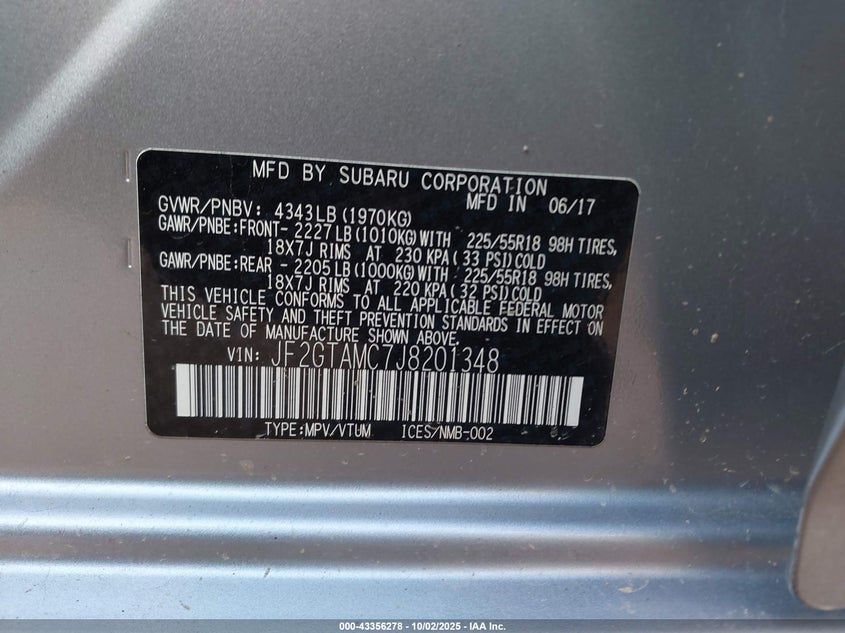 MFD BY SUBARU CORPORATION
MFD IN 06/17
GVWR/PNBV: 4343LB(1970KG)
GAWR/PNBE:FRONT- 2227LB(1010KG)WITH 225/55R18 98H TIRES,
18X7J RIMS AT 230 KPA(33 PSI)COLD
GAWR/PNBE:REAR - 2205LB(1000KG)WITH 225/55R18 98H TIRES,
18X7J RIMS AT 220 KPA(32 PSI)COLD
THIS VEHICLE CONFORMS TO ALL APPLICABLE FEDERAL MOTOR
VEHICLE SAFETY AND THEFT PREVENTION STANDARDS IN EFFECT ON
THE DATE OF MANUFACTURE SHOWN ABOVE.
VIN: JF2GTAMC7J8201348
TYPE:MPV/VTUM ICES/NMB-002
000-43356278 - 10/02/2025 - IAA Inc.